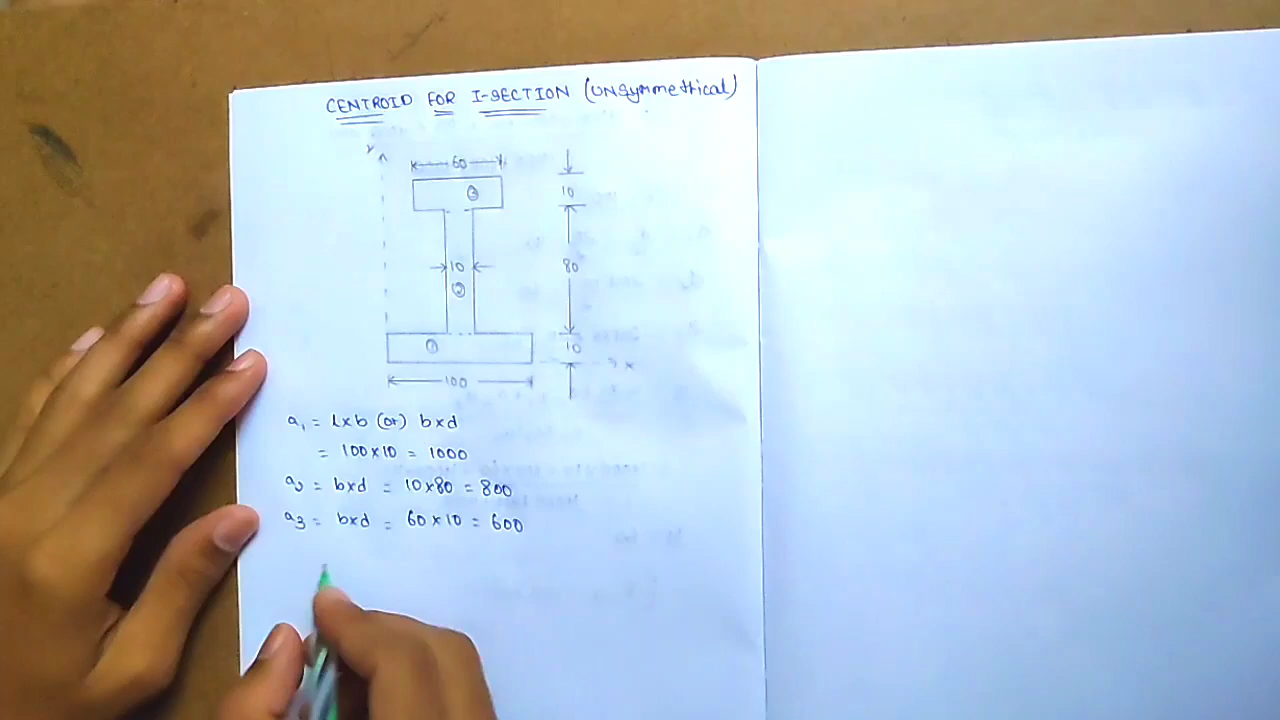 CENTROID FOR I-SECTION (UNSymmetrical)
Y
60
③
10
10
80
②
①
10
x
100
a₁ = l×b (or) b×d
= 100×10 = 1000
a₂ = b×d = 10×80 = 800
a₃ = b×d = 60×10 = 600